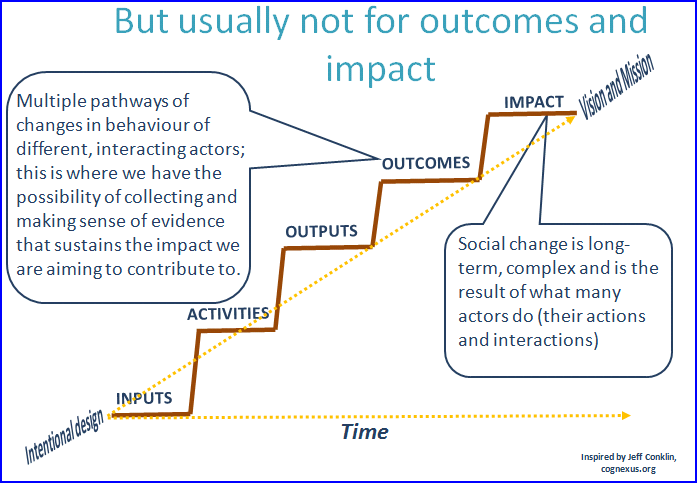 But usually not for outcomes and
impact
Multiple pathways of
changes in behaviour of
different, interacting actors;
this is where we have the
possibility of collecting and
making sense of evidence
that sustains the impact we
are aiming to contribute to.
IMPACT
Vision and Mission
OUTCOMES
OUTPUTS
Social change is long-
term, complex and is the
result of what many
actors do (their actions
and interactions)
ACTIVITIES
INPUTS
Intentional design
Time
Inspired by Jeff Conklin,
cognexus.org